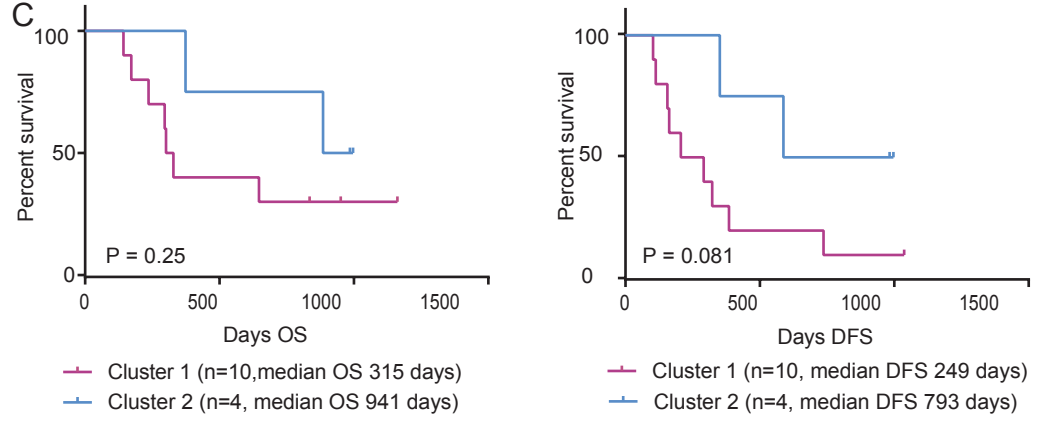 C
100
50
0
Percent survival
P = 0.25
0 500 1000 1500
Days OS
Cluster 1 (n=10,median OS 315 days)
Cluster 2 (n=4, median OS 941 days)
100
50
0
Percent survival
P = 0.081
0 500 1000 1500
Days DFS
Cluster 1 (n=10, median DFS 249 days)
Cluster 2 (n=4, median DFS 793 days)